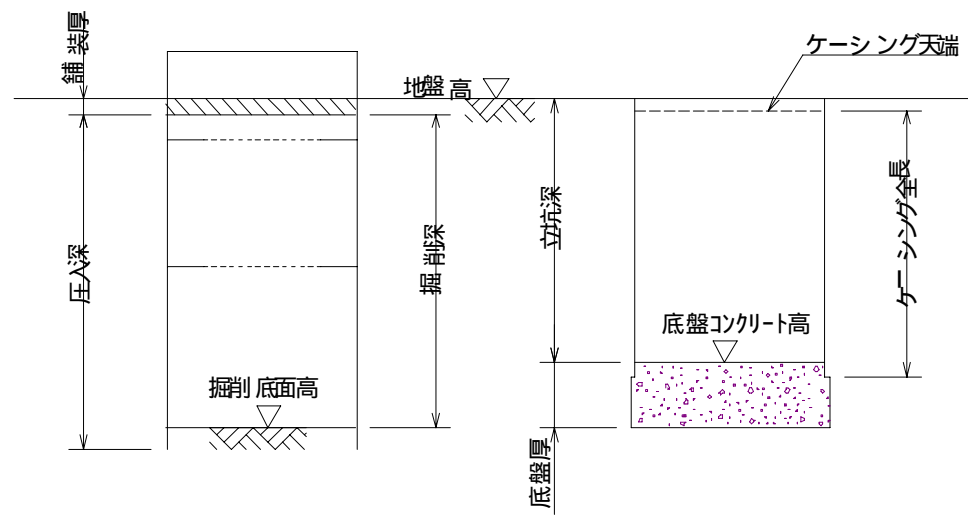 舗装厚
地盤高
ケーシング天端
圧入深
掘削深
立坑深
ケーシング全長
底盤コンクリート高
掘削底面高
底盤厚